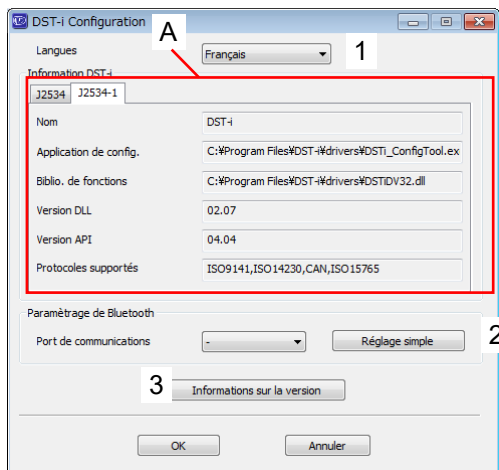 DST-i Configuration
A
Langues Français 1
Information DST-i
J2534 J2534-1
Nom DST-i
Application de config. C:¥Program Files¥DST-i¥drivers¥DSTi_ConfigTool.ex
Biblio. de fonctions C:¥Program Files¥DST-i¥drivers¥DSTiDV32.dll
Version DLL 02.07
Version API 04.04
Protocoles supportés ISO9141,ISO14230,CAN,ISO15765
Paramètrage de Bluetooth
Port de communications - Réglage simple 2
3 Informations sur la version
OK Annuler